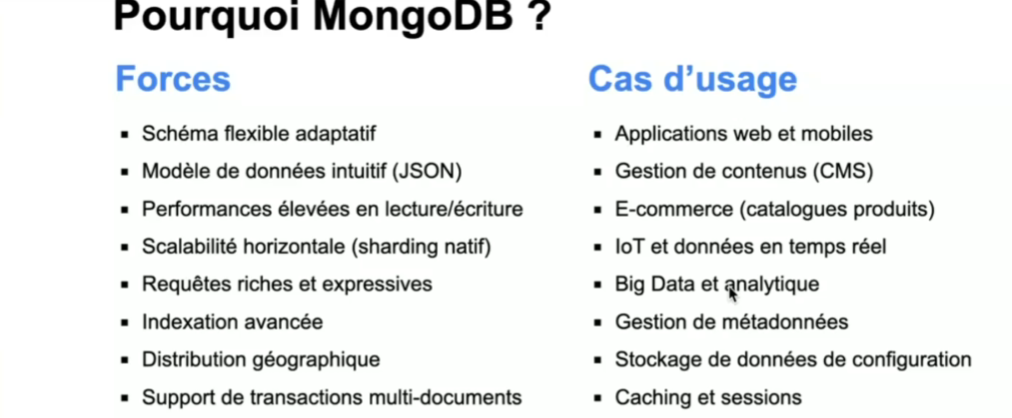 Pourquoi MongoDB ?
Forces
Schéma flexible adaptatif
Modèle de données intuitif (JSON)
Performances élevées en lecture/écriture
Scalabilité horizontale (sharding natif)
Requêtes riches et expressives
Indexation avancée
Distribution géographique
Support de transactions multi-documents
Cas d’usage
Applications web et mobiles
Gestion de contenus (CMS)
E-commerce (catalogues produits)
IoT et données en temps réel
Big Data et analytique
Gestion de métadonnées
Stockage de données de configuration
Caching et sessions